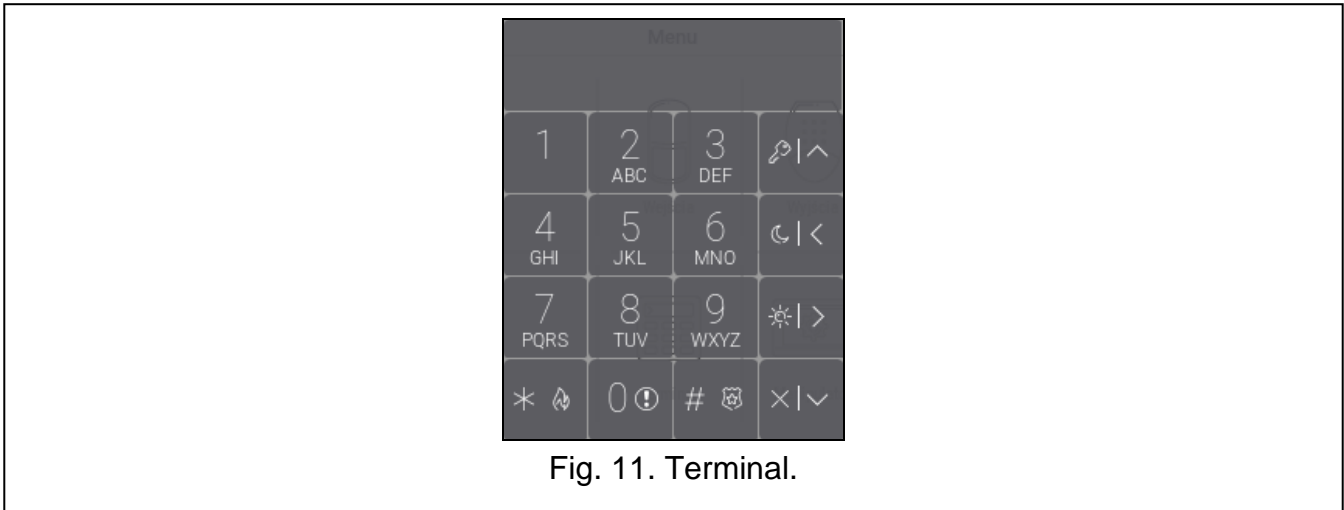 Menu
1 2 3
ABC DEF
4 5 6
GHI JKL MNO
7 8 9
PQRS TUV WXYZ
* 0 #
Fig. 11. Terminal.